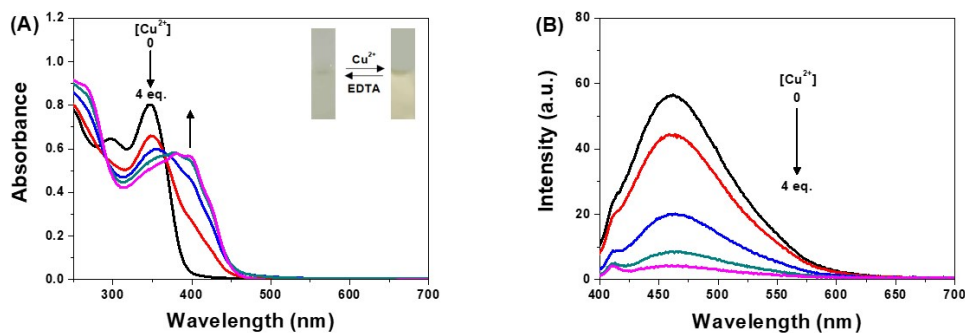 (A)
1.2
1.0
0.8
0.6
0.4
0.2
0.0
Absorbance
[Cu²⁺]
0
4 eq.
Cu²⁺
EDTA
300
400
500
600
700
Wavelength (nm)
(B)
80
60
40
20
0
Intensity (a.u.)
[Cu²⁺]
0
4 eq.
400
450
500
550
600
650
700
Wavelength (nm)